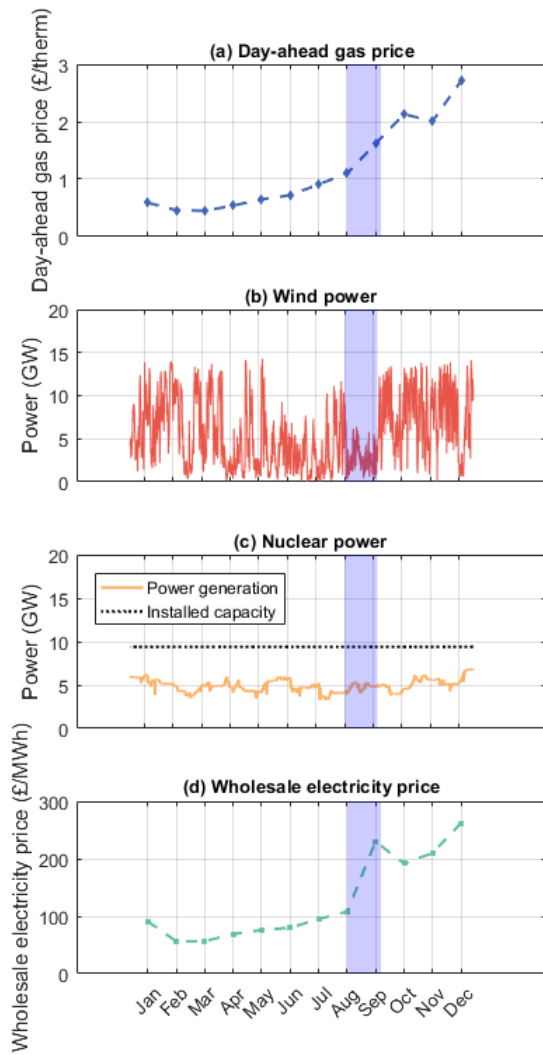 (a) Day-ahead gas price
Day-ahead gas price (£/therm)
3
2
1
0
(b) Wind power
Power (GW)
20
15
10
5
0
(c) Nuclear power
Power (GW)
20
15
10
5
0
Power generation
Installed capacity
(d) Wholesale electricity price
Wholesale electricity price (£/MWh)
300
200
100
0
Jan Feb Mar Apr May Jun Jul Aug Sep Oct Nov Dec